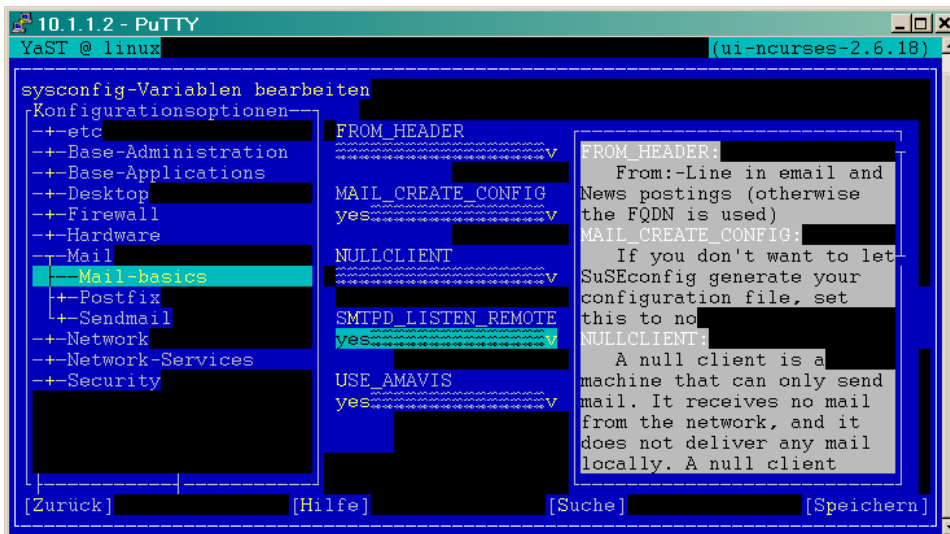 10.1.1.2 - PuTTY
YaST @ linux
(ui-ncurses-2.6.18)
sysconfig-Variablen bearbeiten
Konfigurationsoptionen
etc
Base-Administration
Base-Applications
Desktop
Firewall
Hardware
Mail
Mail-basics
Postfix
Sendmail
Network
Network-Services
Security
FROM_HEADER
v
MAIL_CREATE_CONFIG
yes v
NULLCLIENT
v
SMTPD_LISTEN_REMOTE
yes v
USE_AMAVIS
yes v
FROM_HEADER:
From:-Line in email and
News postings (otherwise
the FQDN is used)
MAIL_CREATE_CONFIG:
If you don't want to let
SuSEconfig generate your
configuration file, set
this to no
NULLCLIENT:
A null client is a
machine that can only send
mail. It receives no mail
from the network, and it
does not deliver any mail
locally. A null client
[Zurück]
[Hilfe]
[Suche]
[Speichern]